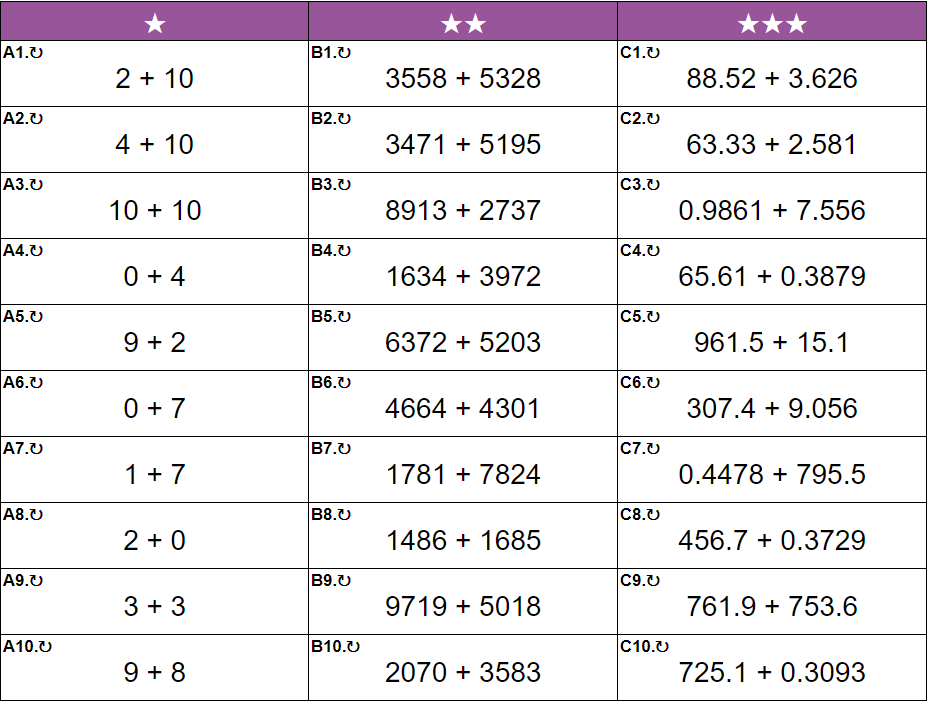 ★ ★★ ★★★
A1.↻ B1.↻ C1.↻
2 + 10 3558 + 5328 88.52 + 3.626
A2.↻ B2.↻ C2.↻
4 + 10 3471 + 5195 63.33 + 2.581
A3.↻ B3.↻ C3.↻
10 + 10 8913 + 2737 0.9861 + 7.556
A4.↻ B4.↻ C4.↻
0 + 4 1634 + 3972 65.61 + 0.3879
A5.↻ B5.↻ C5.↻
9 + 2 6372 + 5203 961.5 + 15.1
A6.↻ B6.↻ C6.↻
0 + 7 4664 + 4301 307.4 + 9.056
A7.↻ B7.↻ C7.↻
1 + 7 1781 + 7824 0.4478 + 795.5
A8.↻ B8.↻ C8.↻
2 + 0 1486 + 1685 456.7 + 0.3729
A9.↻ B9.↻ C9.↻
3 + 3 9719 + 5018 761.9 + 753.6
A10.↻ B10.↻ C10.↻
9 + 8 2070 + 3583 725.1 + 0.3093